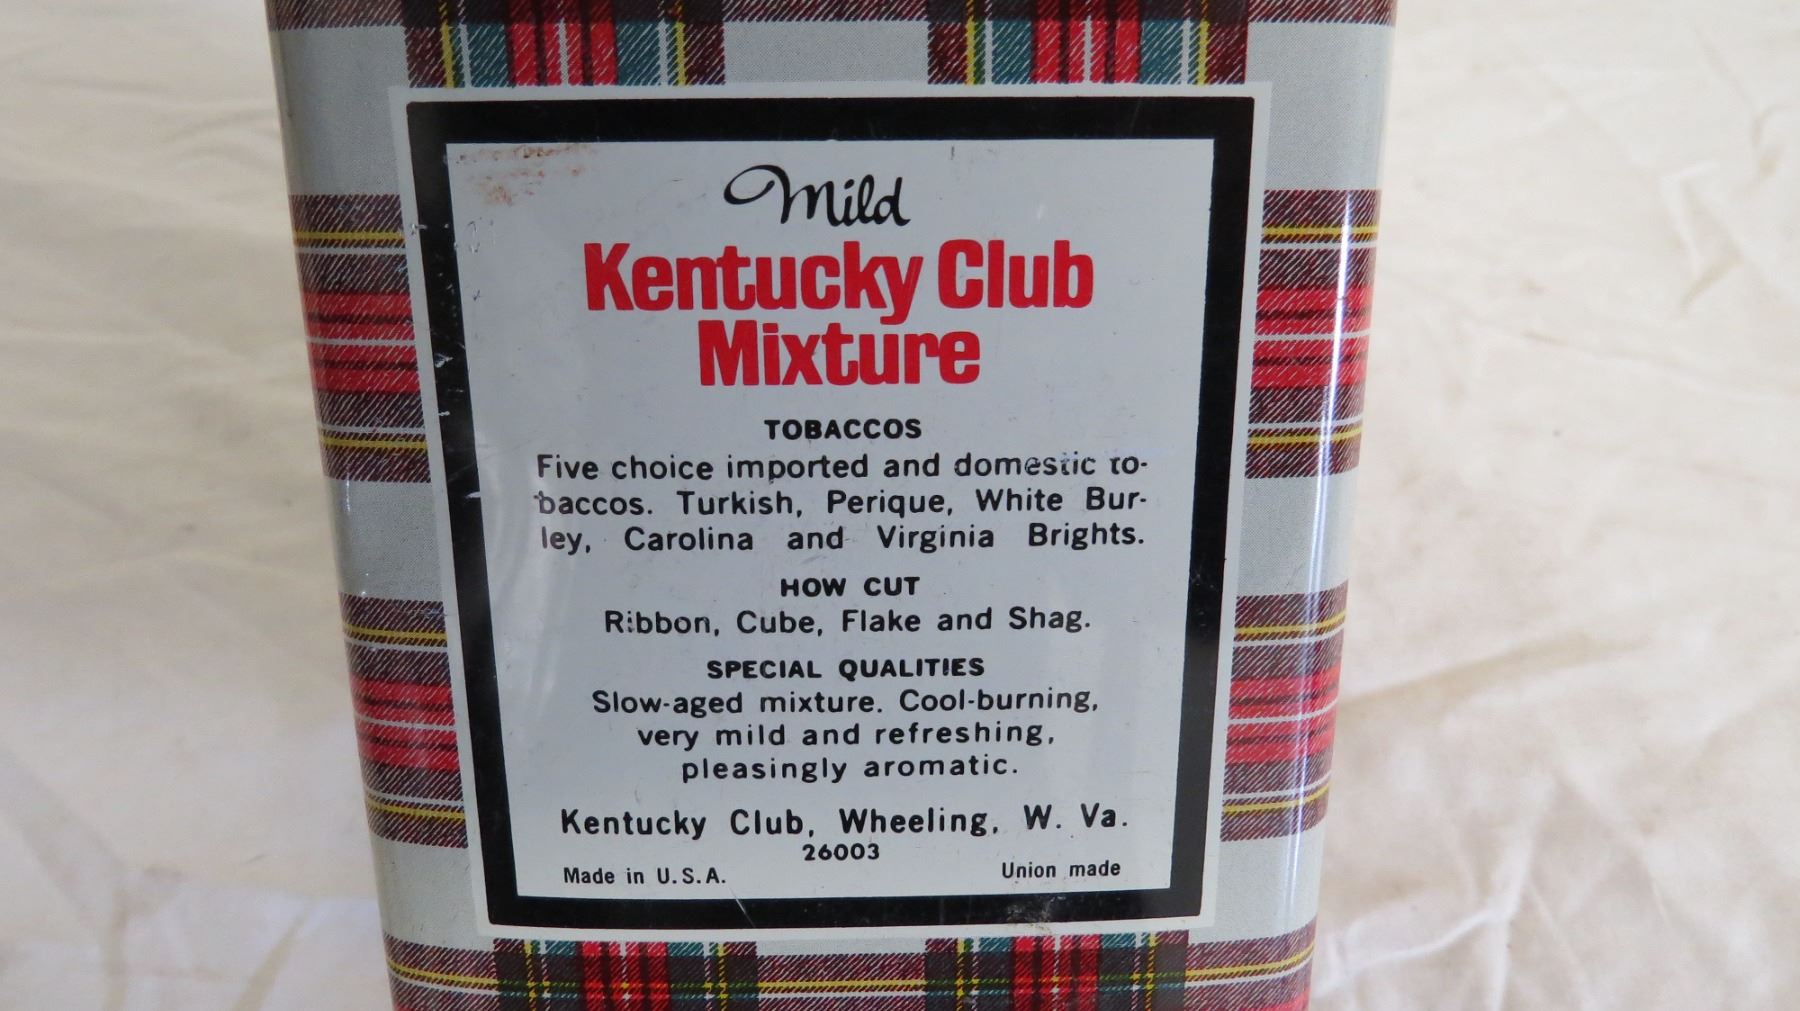 Mild
Kentucky Club
Mixture
TOBACCOS
Five choice imported and domestic to-
baccos. Turkish, Perique, White Bur-
ley, Carolina and Virginia Brights.
HOW CUT
Ribbon, Cube, Flake and Shag.
SPECIAL QUALITIES
Slow-aged mixture. Cool-burning,
very mild and refreshing,
pleasingly aromatic.
Kentucky Club, Wheeling, W. Va.
26003
Made in U.S.A.
Union made